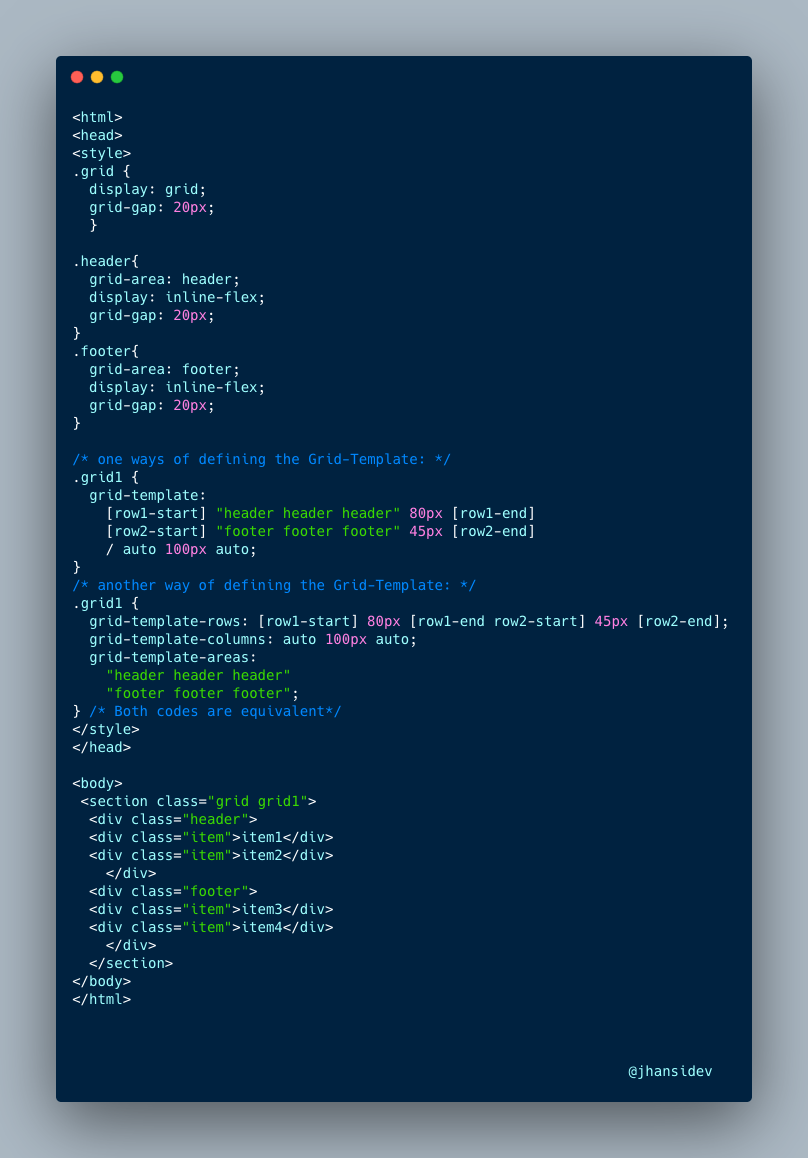 <html>
<head>
<style>
.grid {
  display: grid;
  grid-gap: 20px;
  }

.header{
  grid-area: header;
  display: inline-flex;
  grid-gap: 20px;
}
.footer{
  grid-area: footer;
  display: inline-flex;
  grid-gap: 20px;
}

/* one ways of defining the Grid-Template: */
.grid1 {
  grid-template:
    [row1-start] "header header header" 80px [row1-end]
    [row2-start] "footer footer footer" 45px [row2-end]
    / auto 100px auto;
}
/* another way of defining the Grid-Template: */
.grid1 {
  grid-template-rows: [row1-start] 80px [row1-end row2-start] 45px [row2-end];
  grid-template-columns: auto 100px auto;
  grid-template-areas:
    "header header header"
    "footer footer footer";
} /* Both codes are equivalent*/
</style>
</head>

<body>
 <section class="grid grid1">
  <div class="header">
  <div class="item">item1</div>
  <div class="item">item2</div>
    </div>
  <div class="footer">
  <div class="item">item3</div>
  <div class="item">item4</div>
    </div>
  </section>
</body>
</html>

@jhansidev